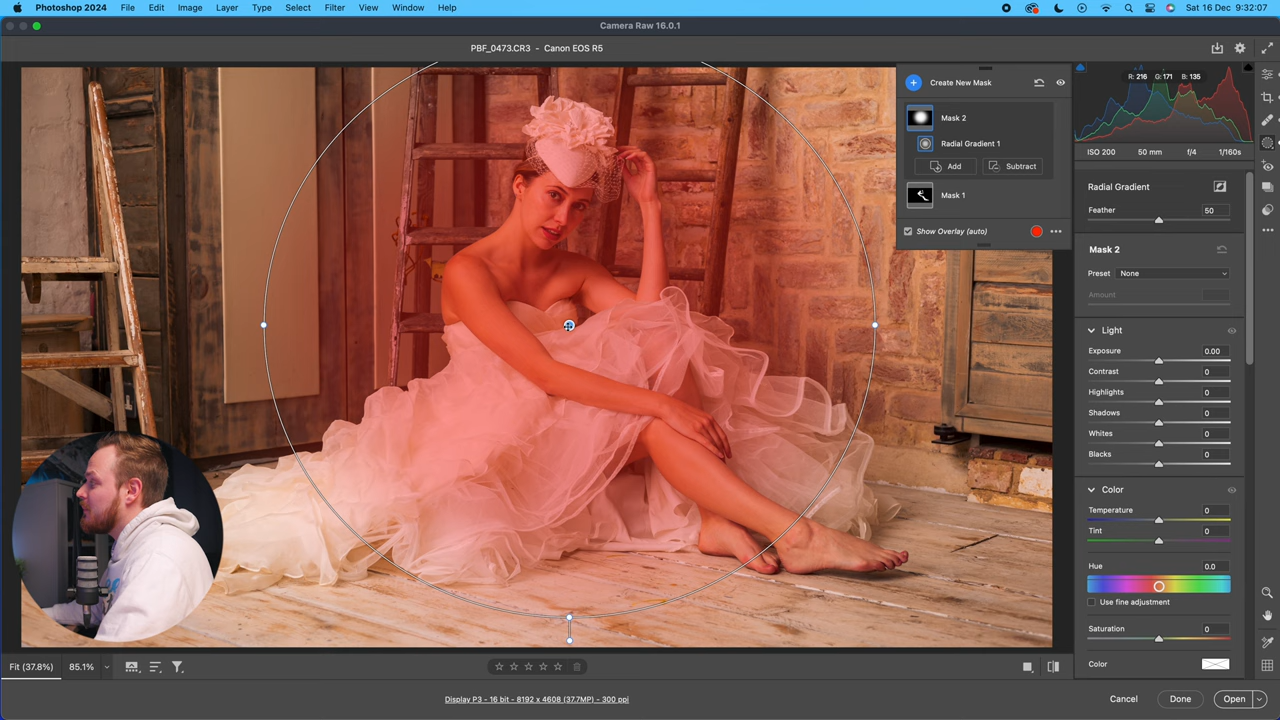 Photoshop 2024 File Edit Image Layer Type Select Filter View Window Help Sat 16 Dec 9:32:07
Camera Raw 16.0.1
PBF_0473.CR3 - Canon EOS R5
Create New Mask
Mask 2
Radial Gradient 1
Add Subtract
Mask 1
Show Overlay (auto)
R: 216 G: 171 B: 135
ISO 200 50 mm f/4 1/160s
Radial Gradient
Feather 50
Mask 2
Preset None
Amount
Light
Exposure 0.00
Contrast 0
Highlights 0
Shadows 0
Whites 0
Blacks 0
Color
Temperature 0
Tint 0
Hue 0.0
Use fine adjustment
Saturation 0
Color
Fit (37.8%) 85.1%
Display P3 - 16 bit - 8192 x 4608 (37.7MP) - 300 ppi
Cancel Done Open